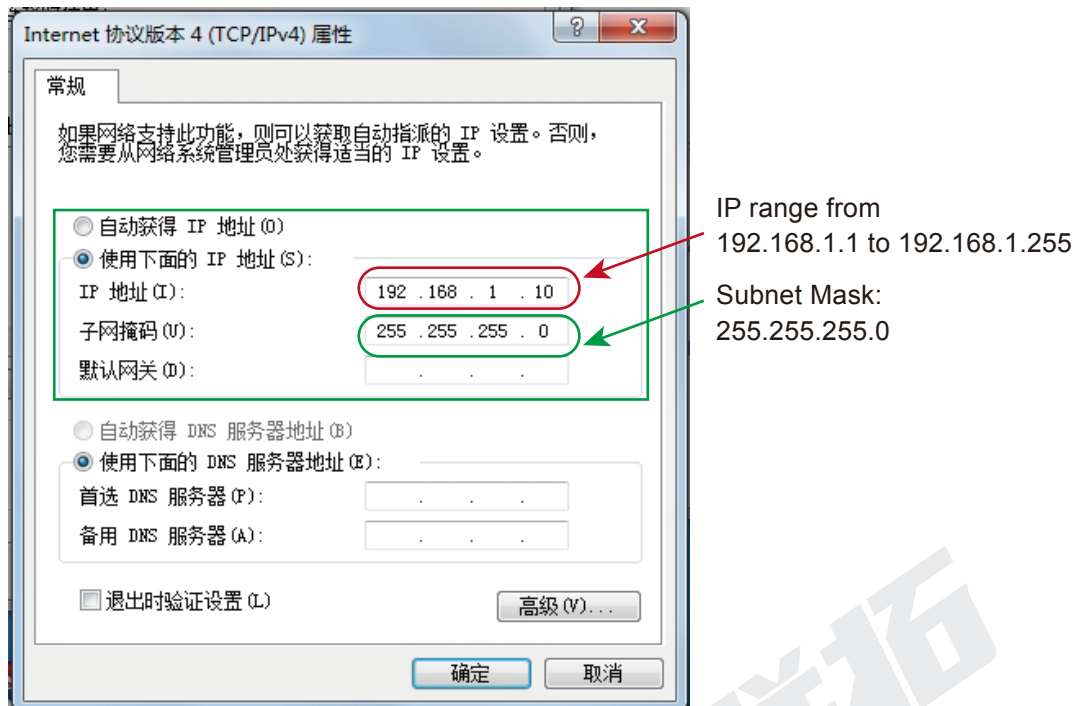 Internet 协议版本 4 (TCP/IPv4) 属性
常规
如果网络支持此功能，则可以获取自动指派的 IP 设置。否则，
您需要从网络系统管理员处获得适当的 IP 设置。
自动获得 IP 地址(O)
使用下面的 IP 地址(S):
IP 地址(I): 192 . 168 . 1 . 10
子网掩码(U): 255 . 255 . 255 . 0
默认网关(D): . . .
自动获得 DNS 服务器地址(B)
使用下面的 DNS 服务器地址(E):
首选 DNS 服务器(P): . . .
备用 DNS 服务器(A): . . .
退出时验证设置(L)
高级(V)...
确定 取消
IP range from
192.168.1.1 to 192.168.1.255
Subnet Mask:
255.255.255.0
拓